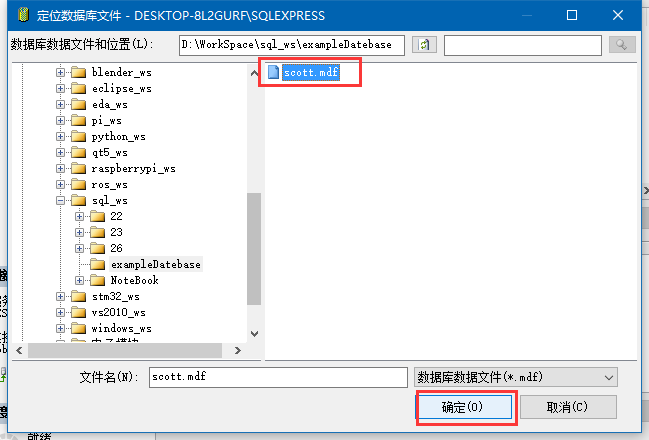 定位数据库文件 - DESKTOP-8L2GURF\SQLEXPRESS
数据库数据文件和位置(L): D:\WorkSpace\sql_ws\exampleDatebase
blender_ws
scott.mdf
eclipse_ws
eda_ws
pi_ws
python_ws
qt5_ws
raspberrypi_ws
ros_ws
sql_ws
22
23
26
exampleDatebase
NoteBook
stm32_ws
vs2010_ws
windows_ws
文件名(N): scott.mdf 数据库数据文件(*.mdf)
确定(O) 取消(C)
就绪